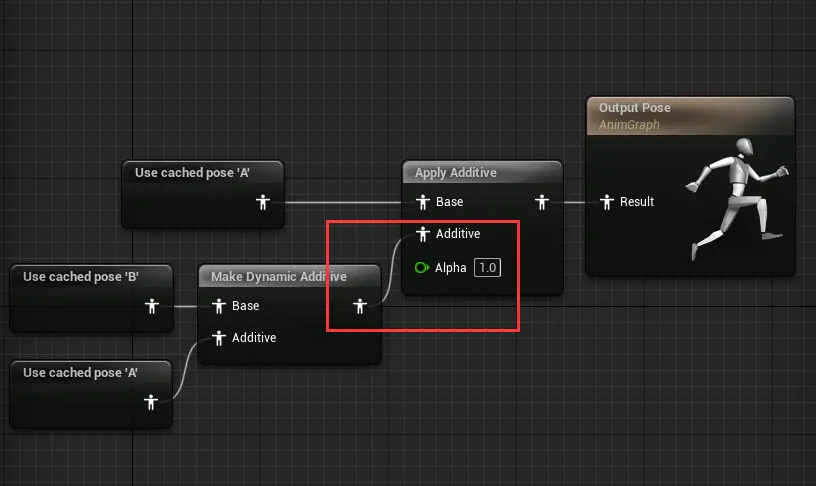 Output Pose
AnimGraph
Result
Use cached pose 'A'
Apply Additive
Base
Additive
Alpha 1.0
Use cached pose 'B'
Make Dynamic Additive
Base
Additive
Use cached pose 'A'